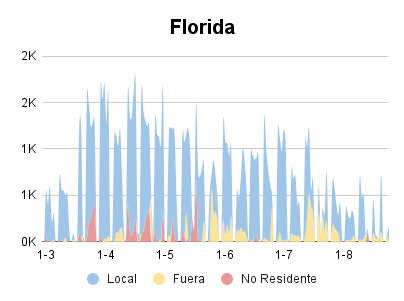 Florida
2K
2K
1K
1K
0K
1-3 1-4 1-5 1-6 1-7 1-8
Local Fuera No Residente